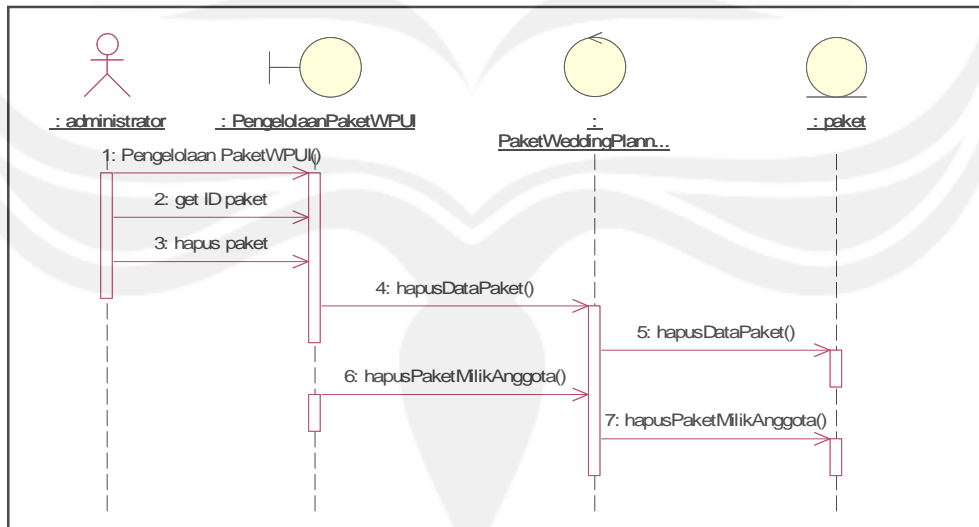 : administrator
: PengelolaanPaketWPUI
:
PaketWeddingPlann...
: paket
1: Pengelolaan PaketWPUI()
2: get ID paket
3: hapus paket
4: hapusDataPaket()
5: hapusDataPaket()
6: hapusPaketMilikAnggota()
7: hapusPaketMilikAnggota()